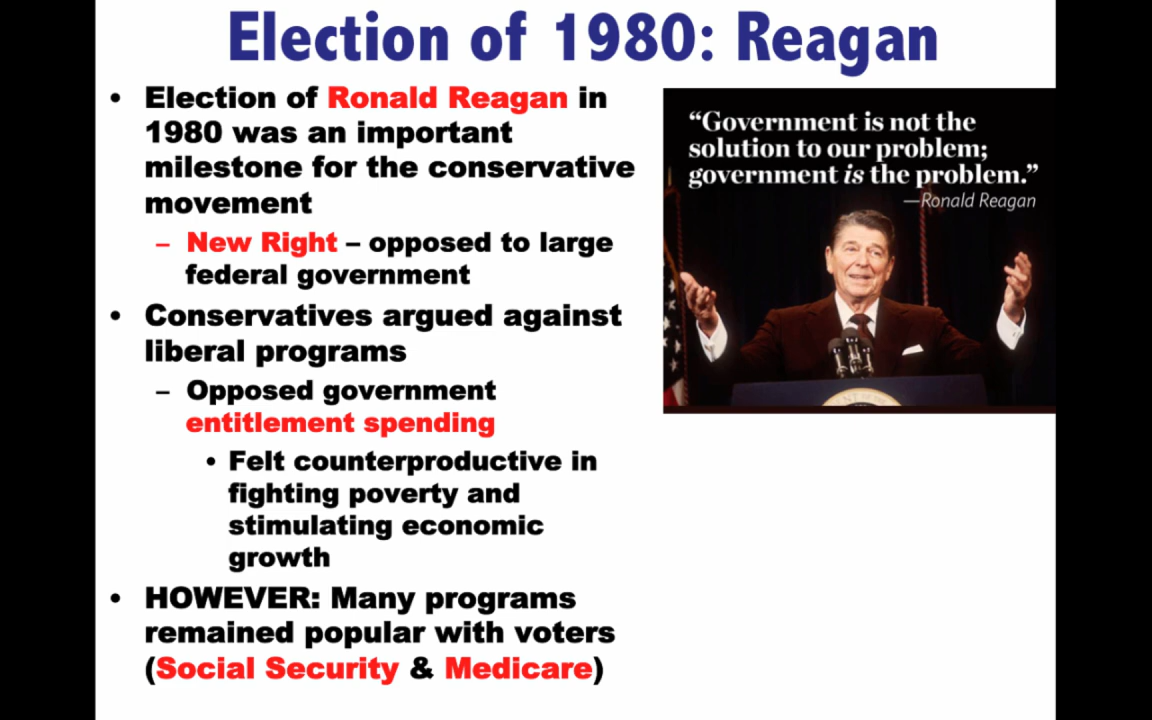 Election of 1980: Reagan
• Election of Ronald Reagan in
1980 was an important
milestone for the conservative
movement
– New Right – opposed to large
federal government
• Conservatives argued against
liberal programs
– Opposed government
entitlement spending
• Felt counterproductive in
fighting poverty and
stimulating economic
growth
• HOWEVER: Many programs
remained popular with voters
(Social Security & Medicare)
“Government is not the
solution to our problem;
government is the problem.”
—Ronald Reagan